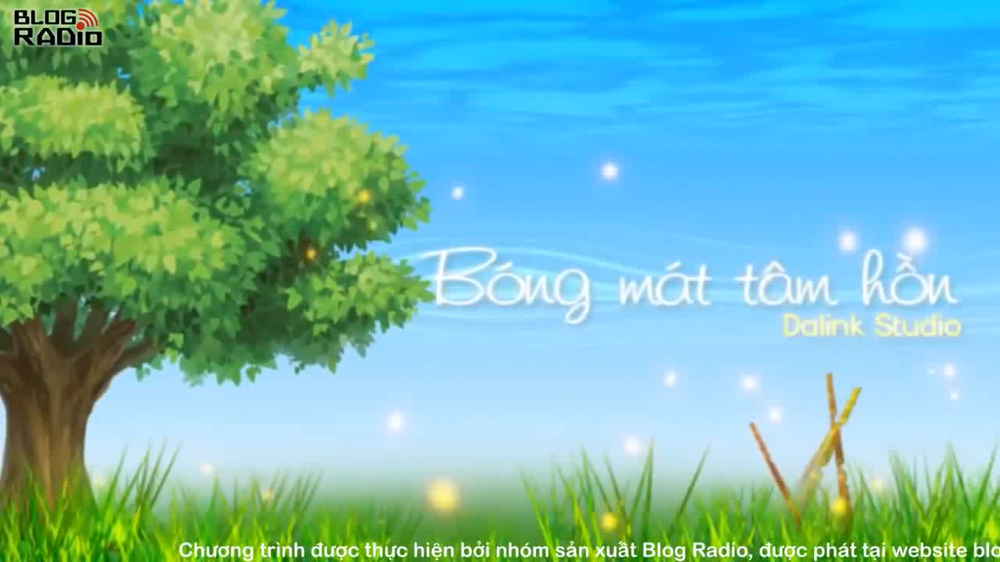 BLOG
RADIO
Bóng mát tâm hồn
Dalink Studio
Chương trình được thực hiện bởi nhóm sản xuất Blog Radio, được phát tại website blo